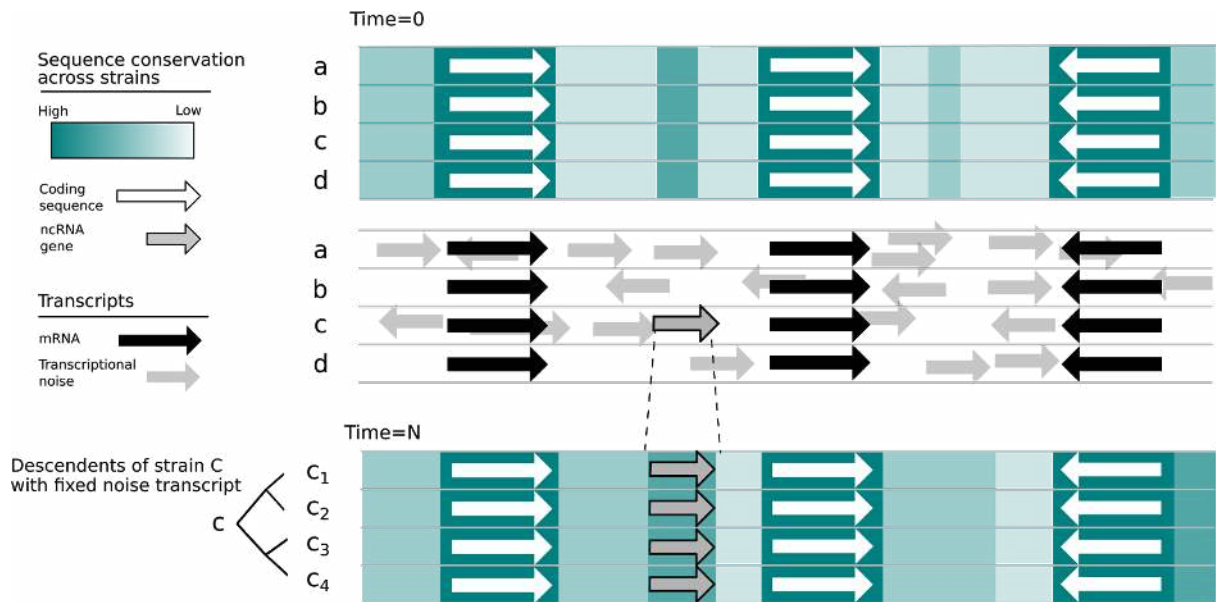 Time=0
Sequence conservation
across strains
High
Low
Coding
sequence
ncRNA
gene
a
b
c
d
Transcripts
mRNA
Transcriptional
noise
a
b
c
d
Time=N
Descendents of strain C
with fixed noise transcript
c
c1
c2
c3
c4